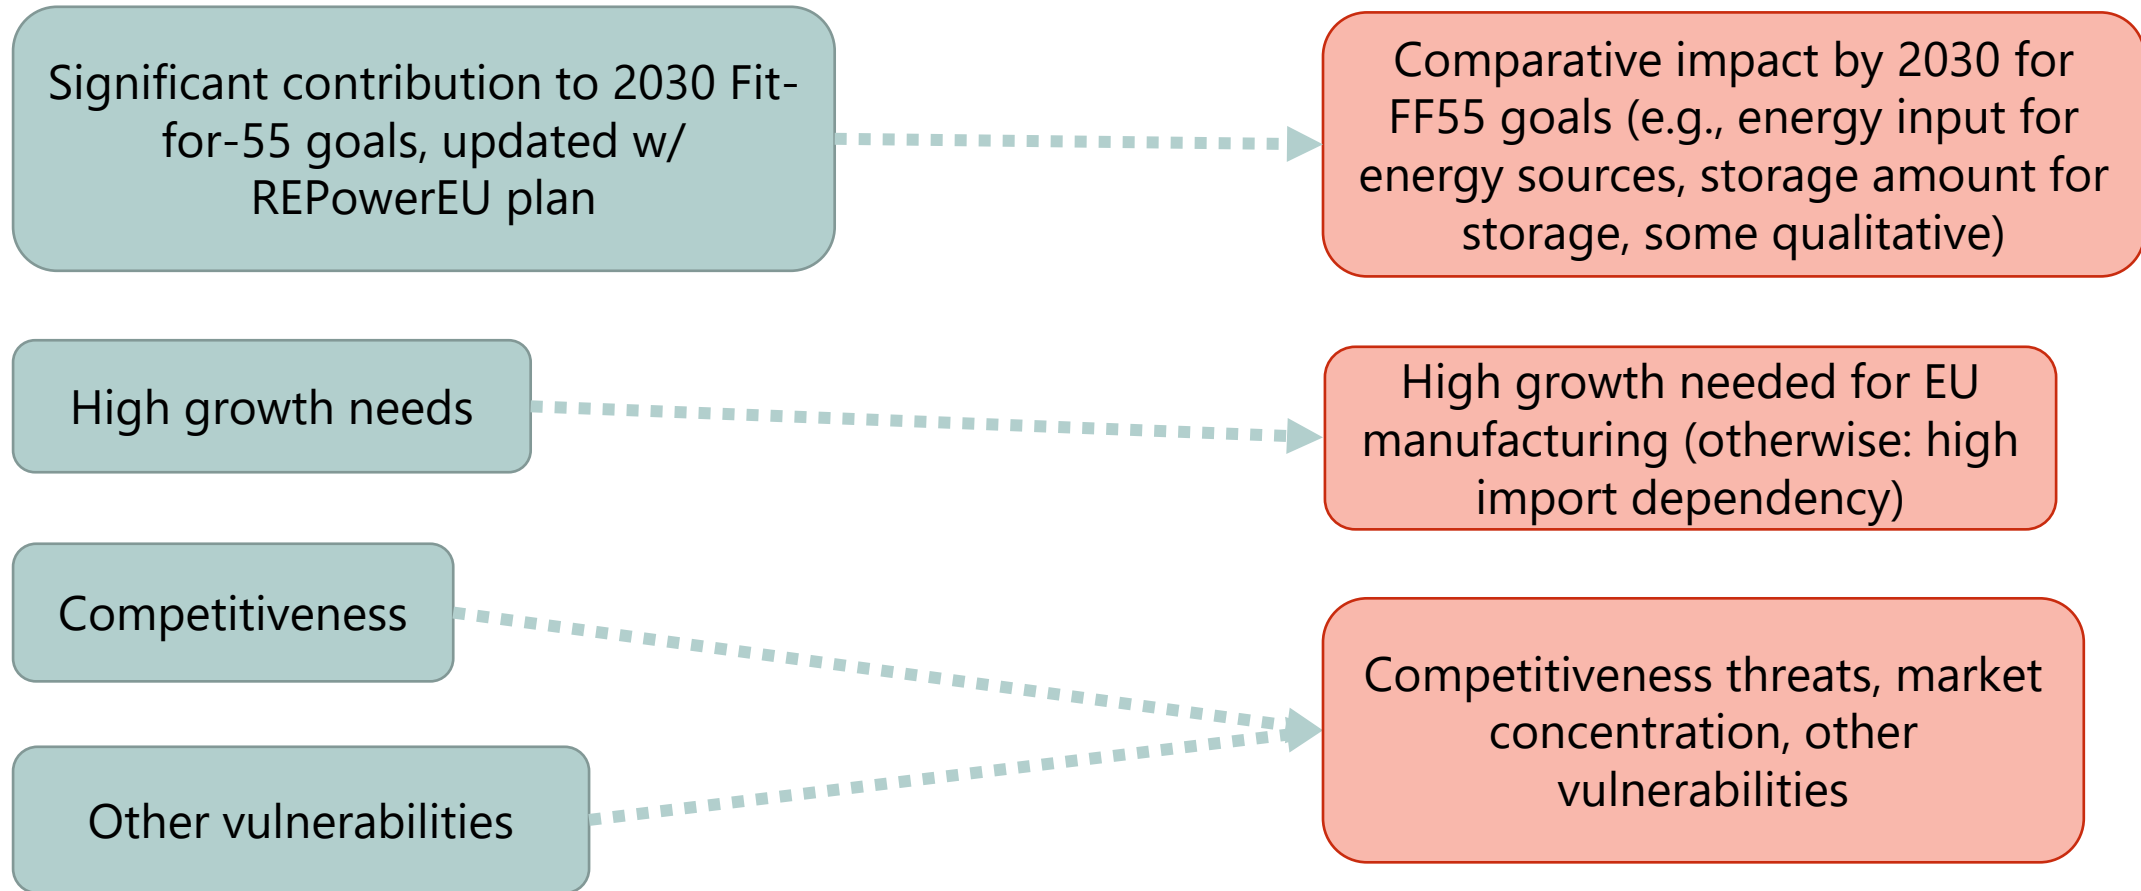 Significant contribution to 2030 Fit-
for-55 goals, updated w/
REPowerEU plan
Comparative impact by 2030 for
FF55 goals (e.g., energy input for
energy sources, storage amount for
storage, some qualitative)
High growth needs
High growth needed for EU
manufacturing (otherwise: high
import dependency)
Competitiveness
Other vulnerabilities
Competitiveness threats, market
concentration, other
vulnerabilities